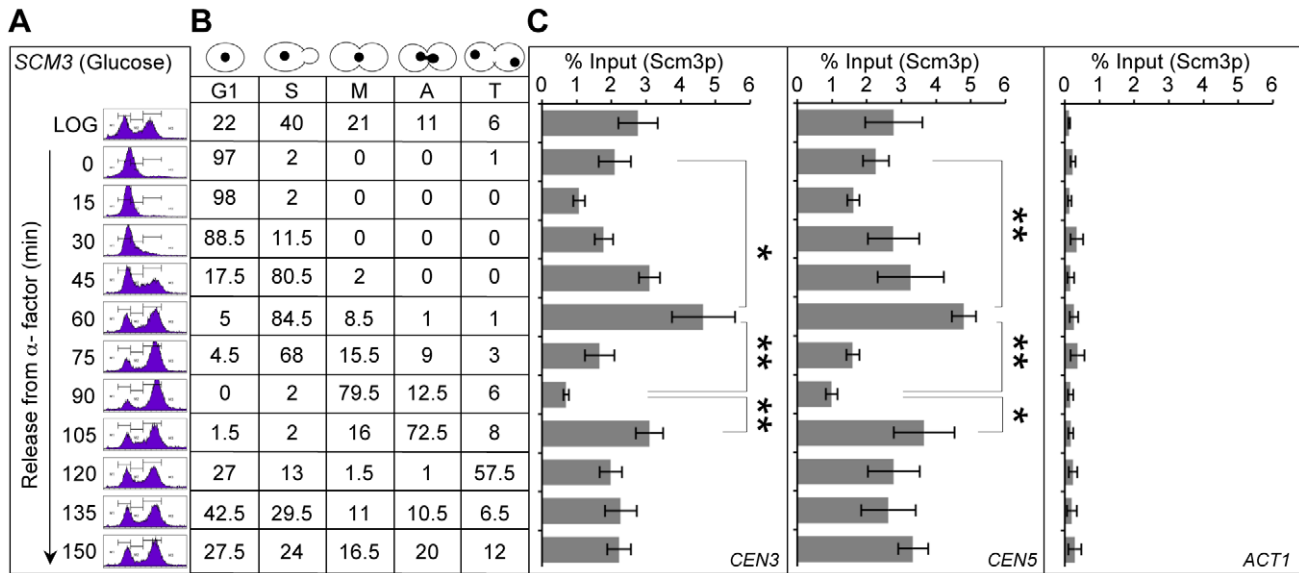 A B C
SCM3 (Glucose)
G1 S M A T
LOG 22 40 21 11 6
0 97 2 0 0 1
15 98 2 0 0 0
30 88.5 11.5 0 0 0
45 17.5 80.5 2 0 0
60 5 84.5 8.5 1 1
75 4.5 68 15.5 9 3
90 0 2 79.5 12.5 6
105 1.5 2 16 72.5 8
120 27 13 1.5 1 57.5
135 42.5 29.5 11 10.5 6.5
150 27.5 24 16.5 20 12
Release from α- factor (min)
% Input (Scm3p)
0 1 2 3 4 5 6
*
**
**
CEN3
% Input (Scm3p)
0 1 2 3 4 5 6
**
**
*
CEN5
% Input (Scm3p)
0 1 2 3 4 5 6
ACT1